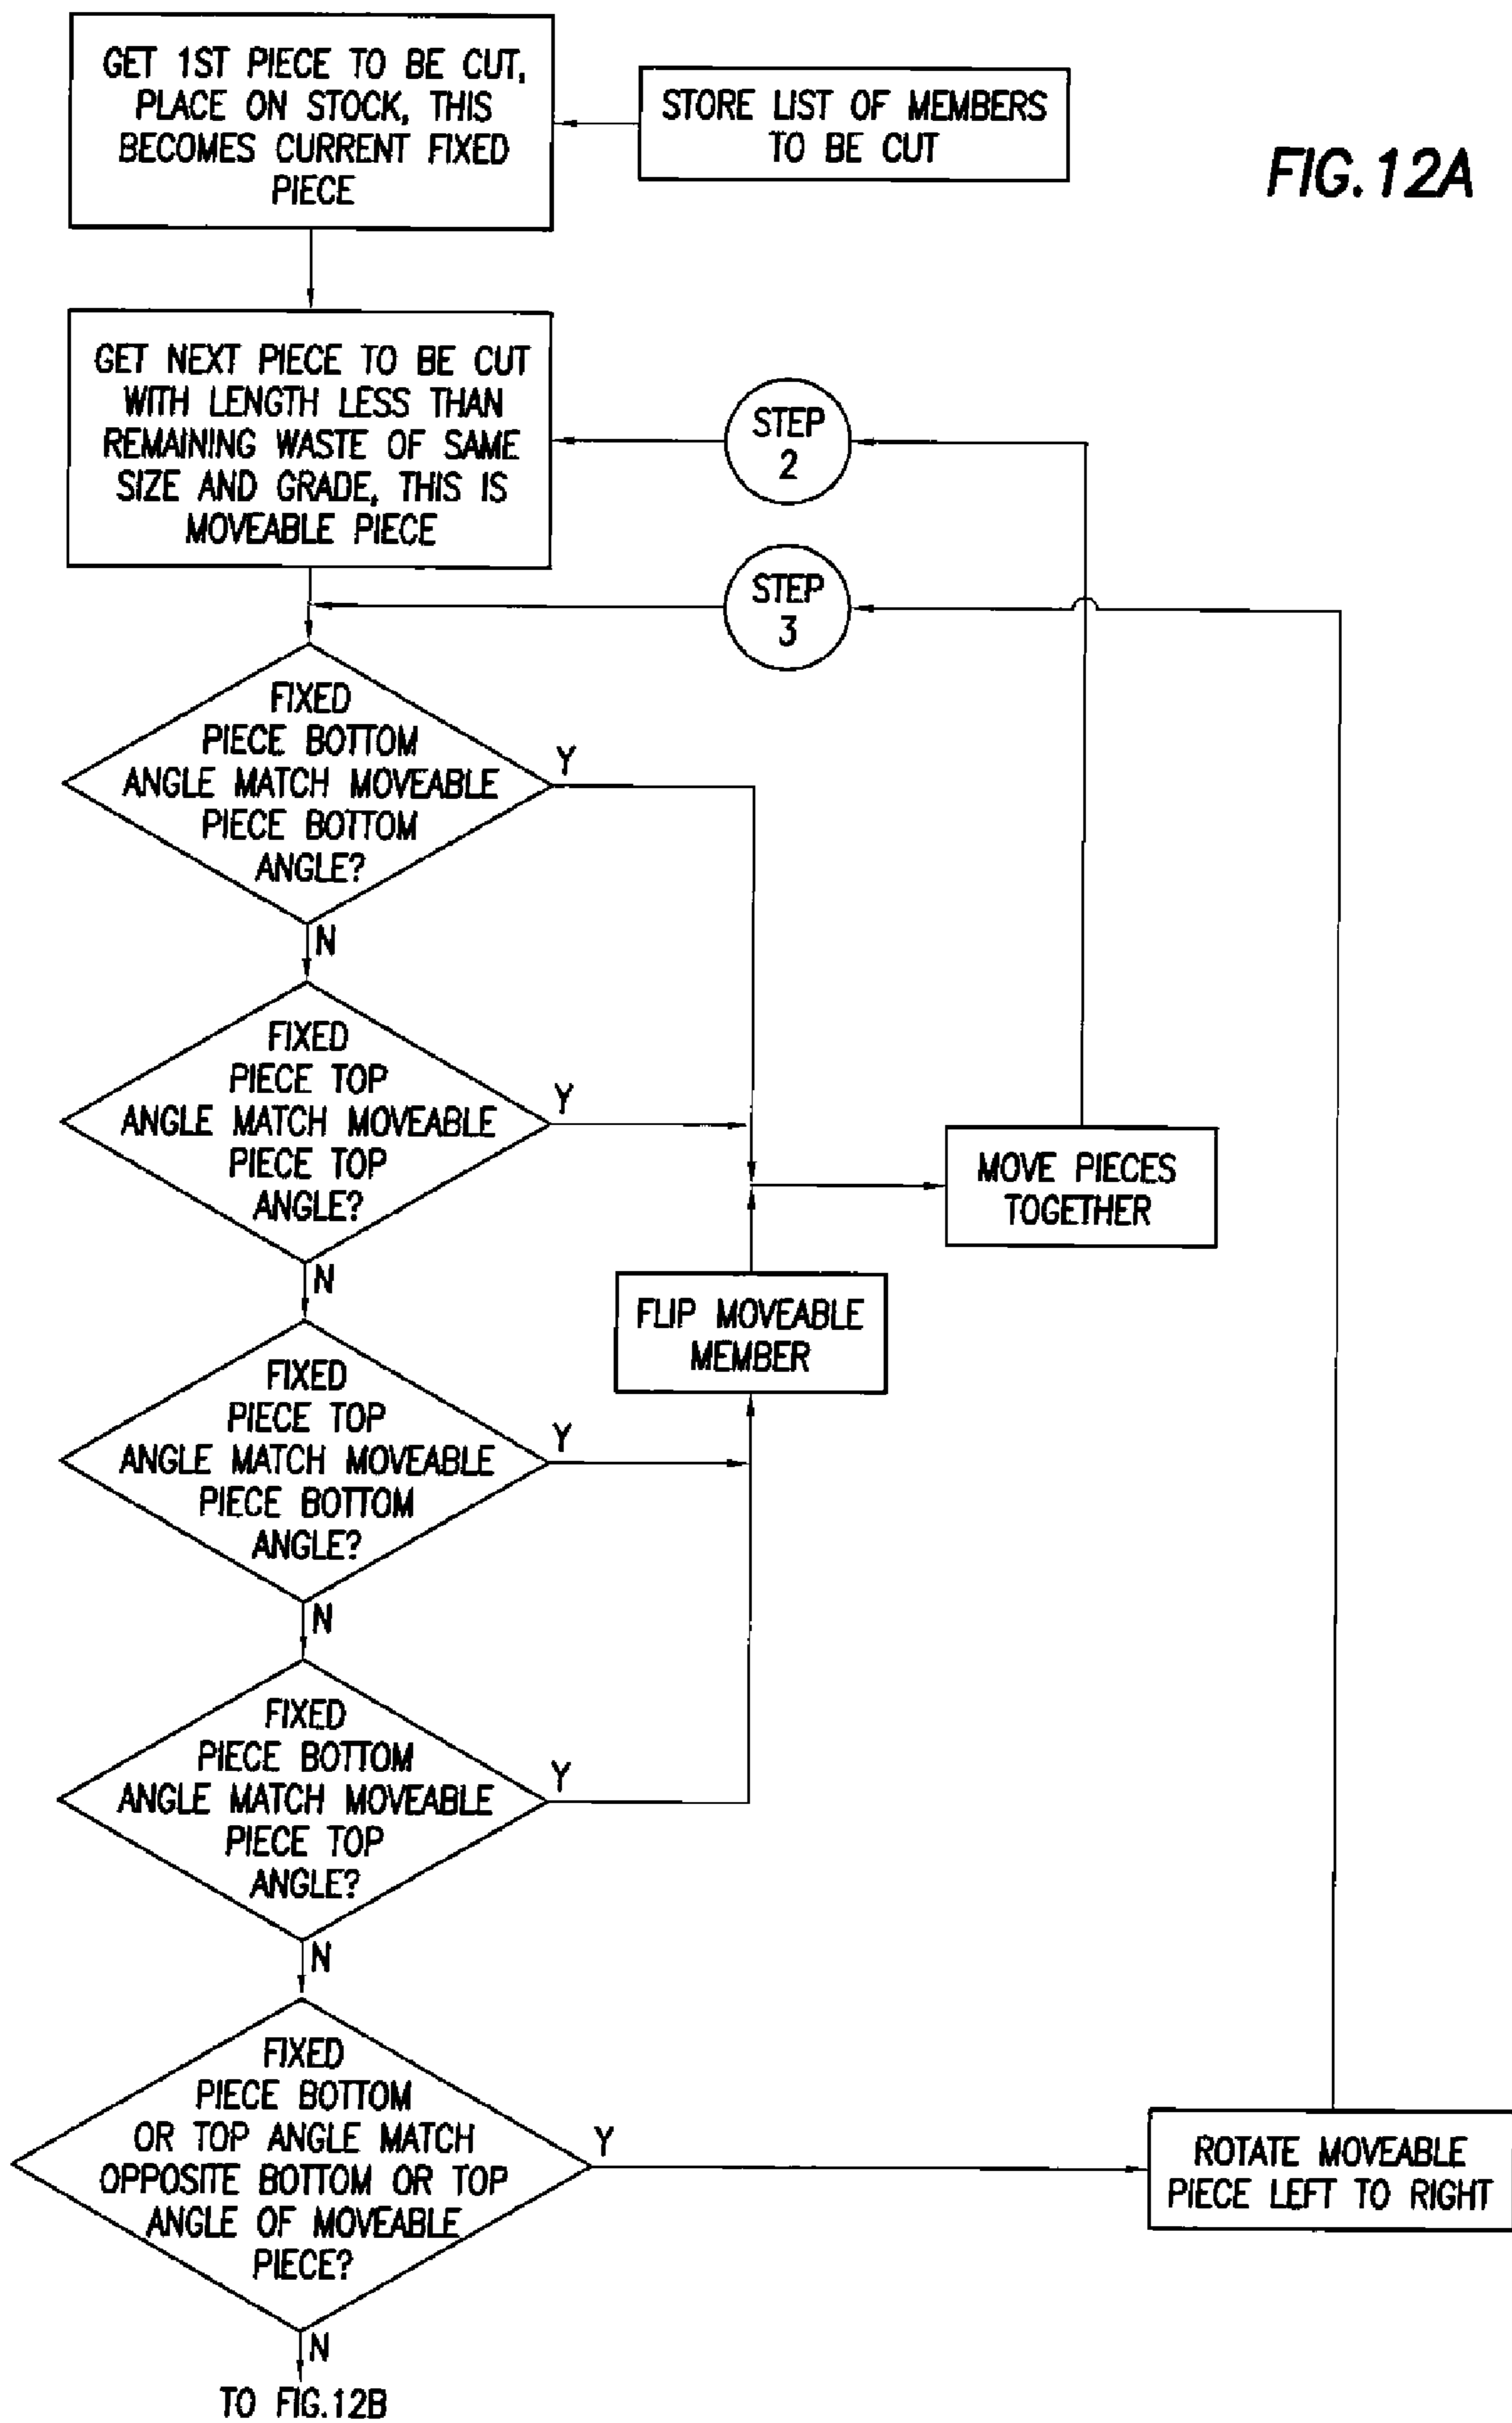 GET 1ST PIECE TO BE CUT,
PLACE ON STOCK, THIS
BECOMES CURRENT FIXED
PIECE
STORE LIST OF MEMBERS
TO BE CUT
FIG.12A
GET NEXT PIECE TO BE CUT
WITH LENGTH LESS THAN
REMAINING WASTE OF SAME
SIZE AND GRADE, THIS IS
MOVEABLE PIECE
STEP
2
STEP
3
FIXED
PIECE BOTTOM
ANGLE MATCH MOVEABLE
PIECE BOTTOM
ANGLE?
Y
N
FIXED
PIECE TOP
ANGLE MATCH MOVEABLE
PIECE TOP
ANGLE?
Y
MOVE PIECES
TOGETHER
N
FLIP MOVEABLE
MEMBER
FIXED
PIECE TOP
ANGLE MATCH MOVEABLE
PIECE BOTTOM
ANGLE?
Y
N
FIXED
PIECE BOTTOM
ANGLE MATCH MOVEABLE
PIECE TOP
ANGLE?
Y
N
FIXED
PIECE BOTTOM
OR TOP ANGLE MATCH
OPPOSITE BOTTOM OR TOP
ANGLE OF MOVEABLE
PIECE?
Y
ROTATE MOVEABLE
PIECE LEFT TO RIGHT
N
TO FIG.12B